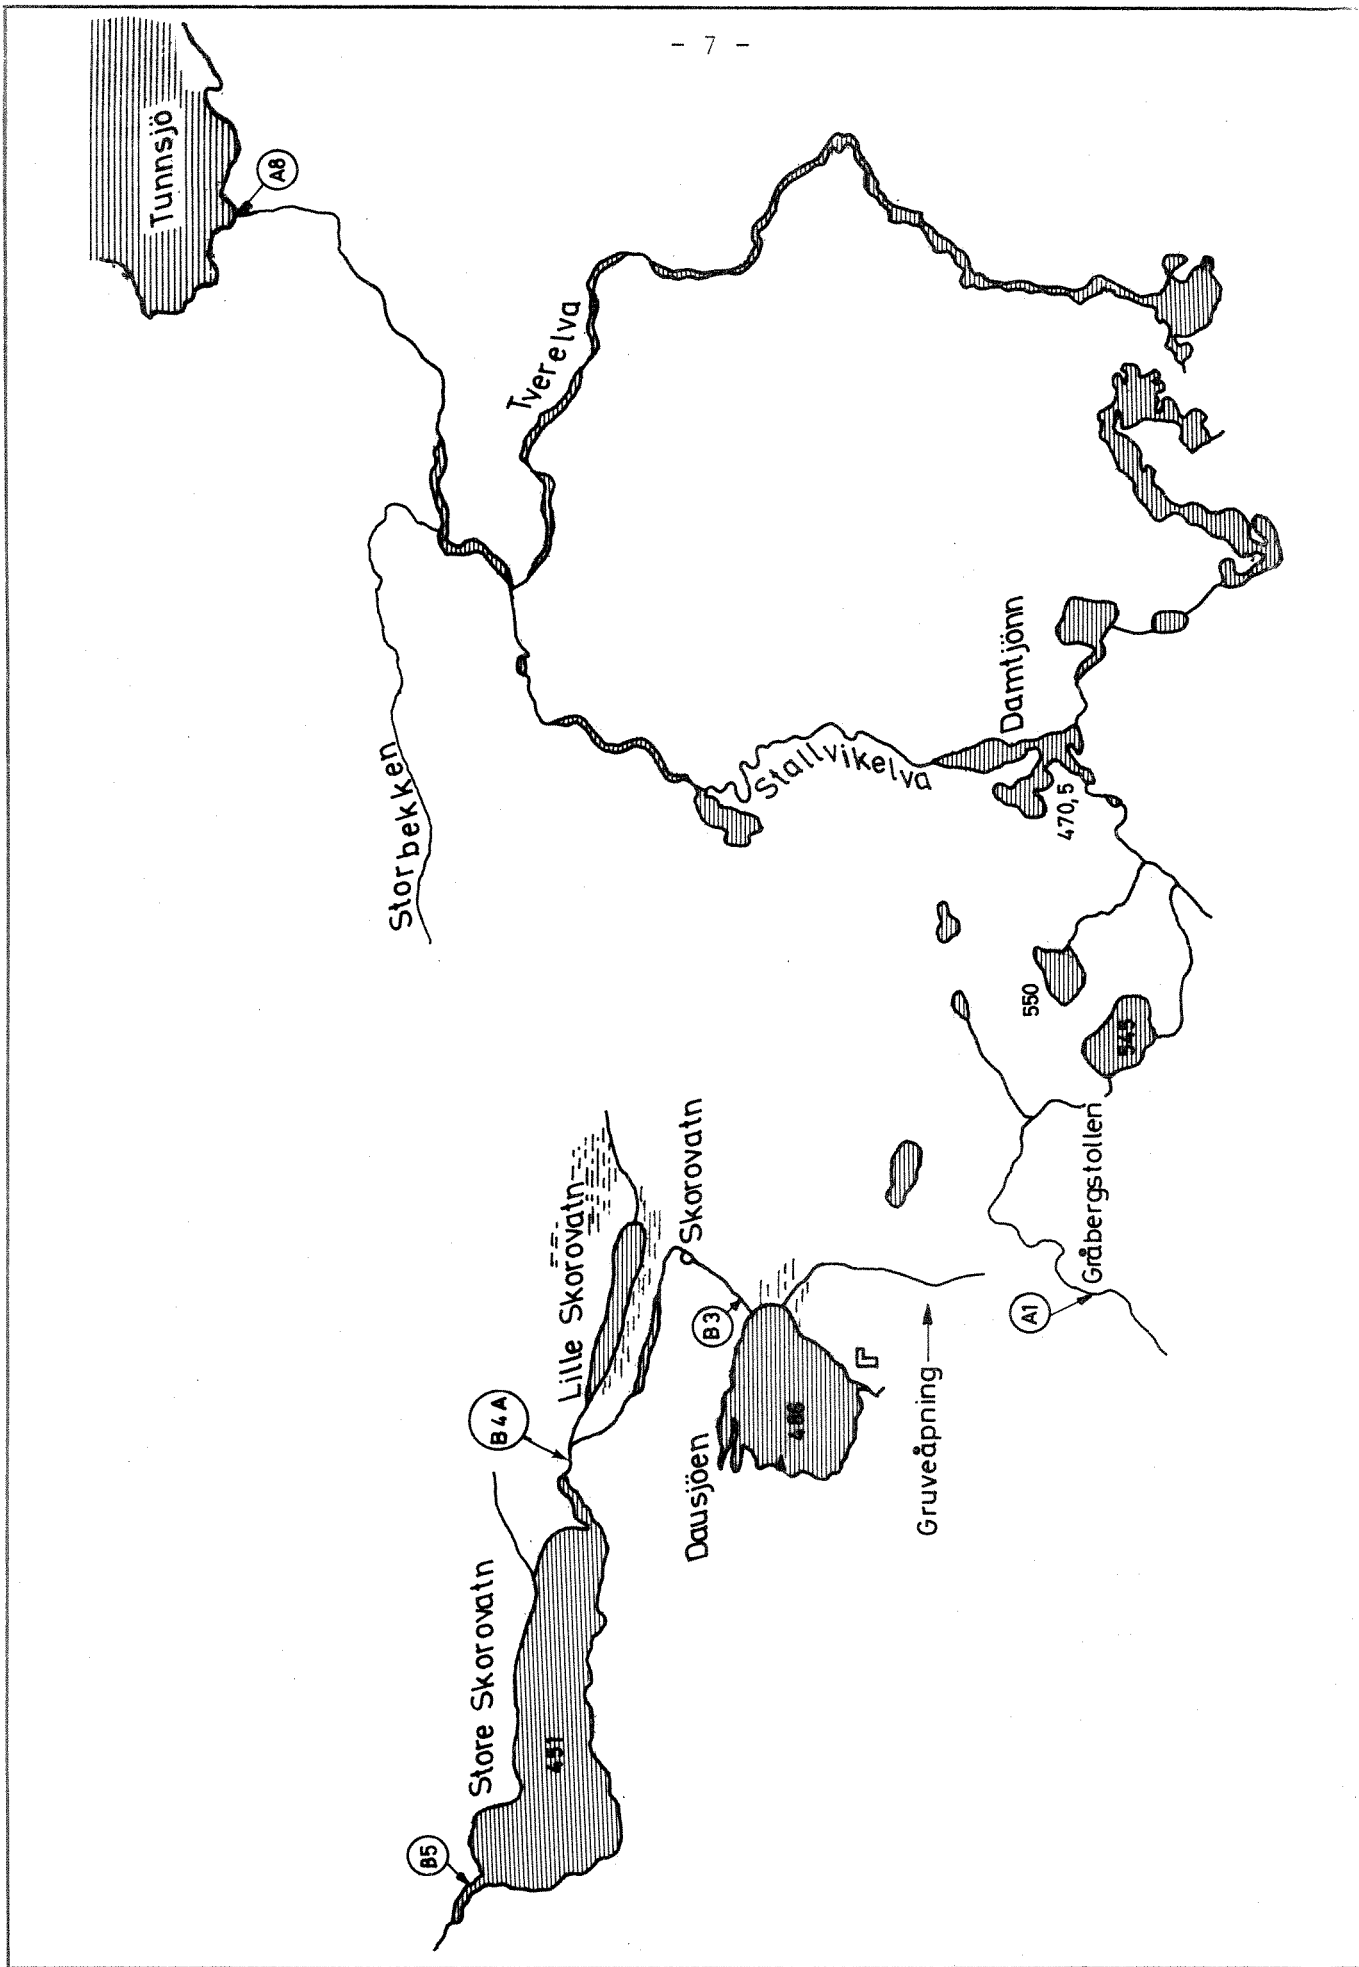 - 7 -
Tunnsjö
A8
Tverelva
Storbekken
Damtjönn
Stallvikelva
470,5
550
545
Lille Skorovatn
Skorovatn
Gråbergstollen
A1
B3
B4A
Dausjöen
486
Gruveåpning
Store Skorovatn
451
B5